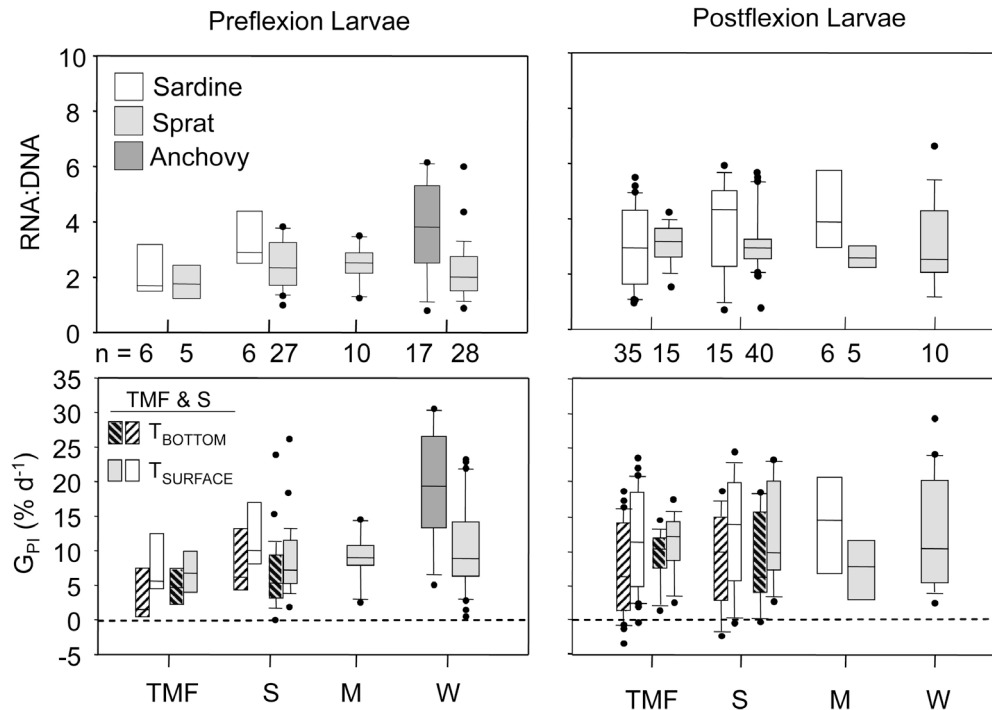 Preflexion Larvae
Postflexion Larvae
10
8
6
4
2
0
RNA:DNA
Sardine
Sprat
Anchovy
n = 6 5 6 27 10 17 28
35 15 15 40 6 5 10
35
30
25
20
15
10
5
0
-5
G_PI (% d⁻¹)
TMF & S
T_BOTTOM
T_SURFACE
TMF S M W
TMF S M W